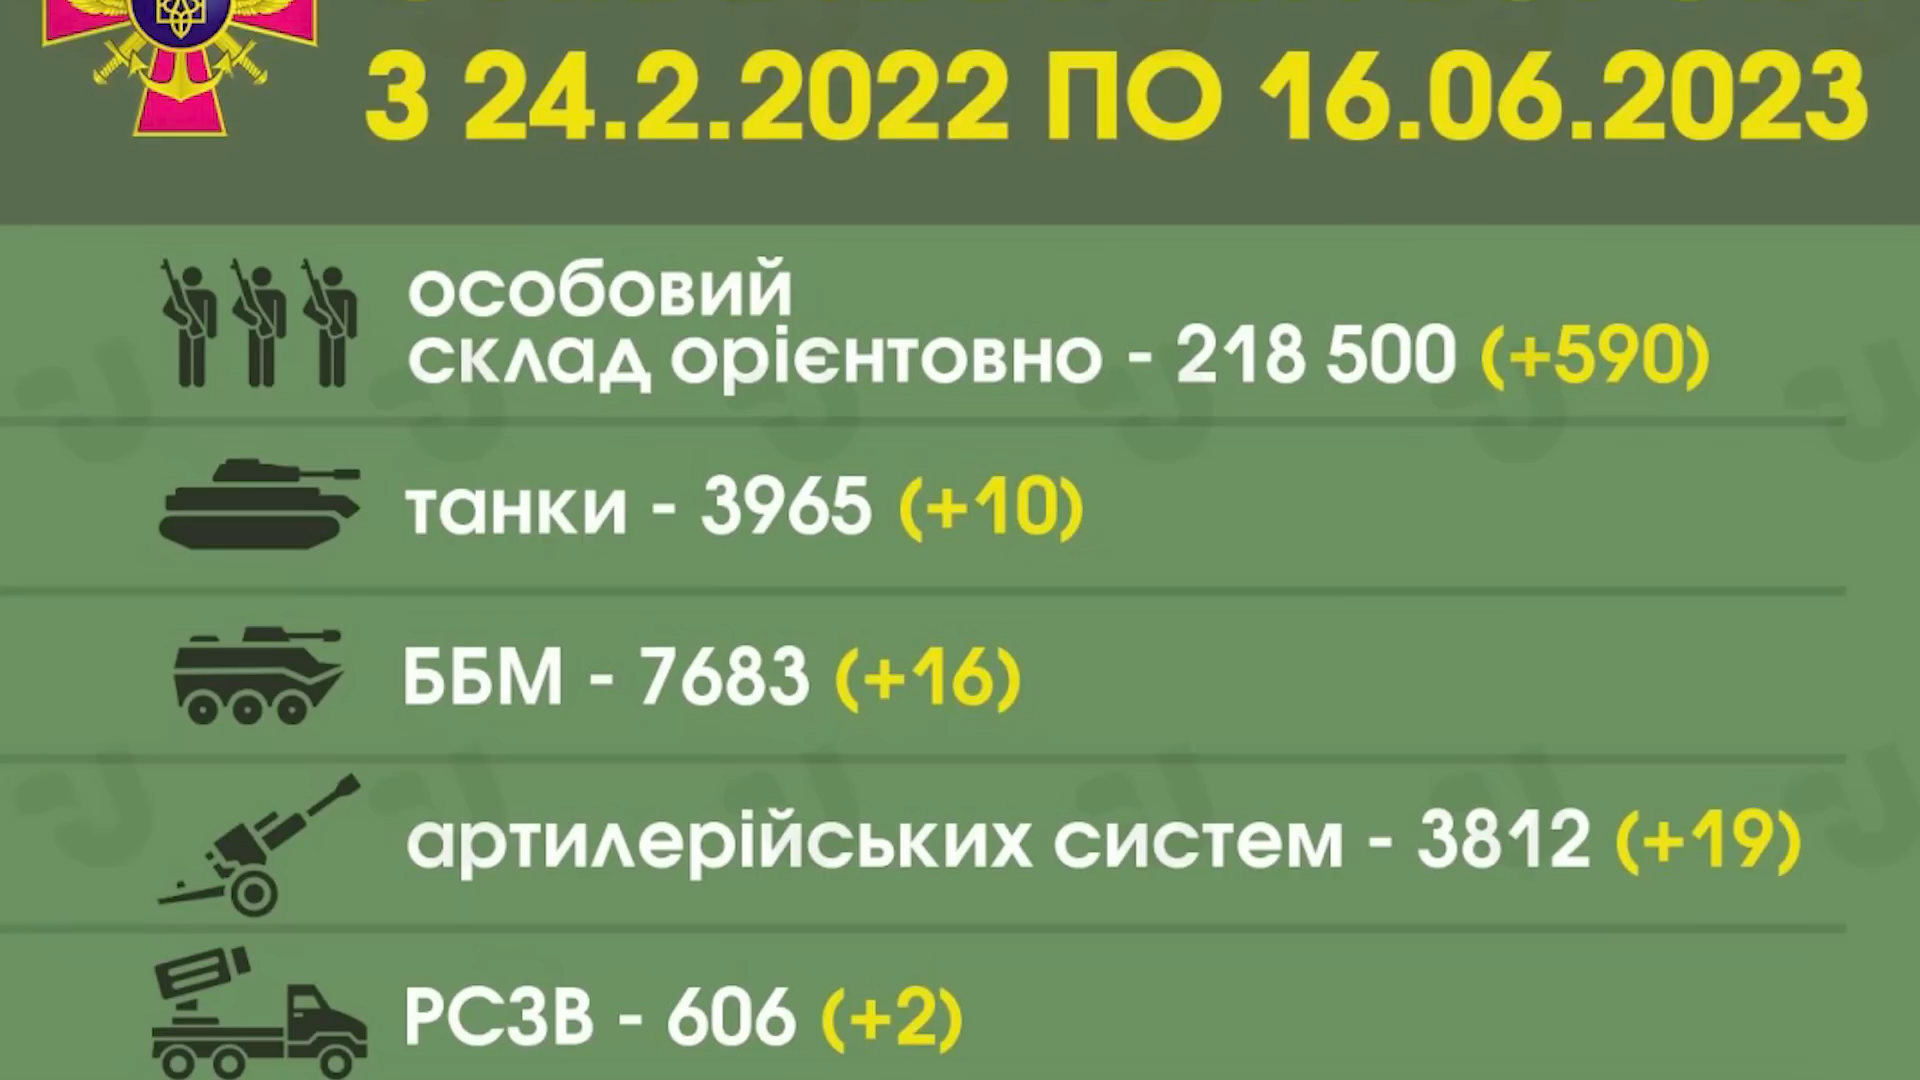 З 24.2.2022 ПО 16.06.2023
особовий
склад орієнтовно - 218 500 (+590)
танки - 3965 (+10)
ББМ - 7683 (+16)
артилерійських систем - 3812 (+19)
РСЗВ - 606 (+2)